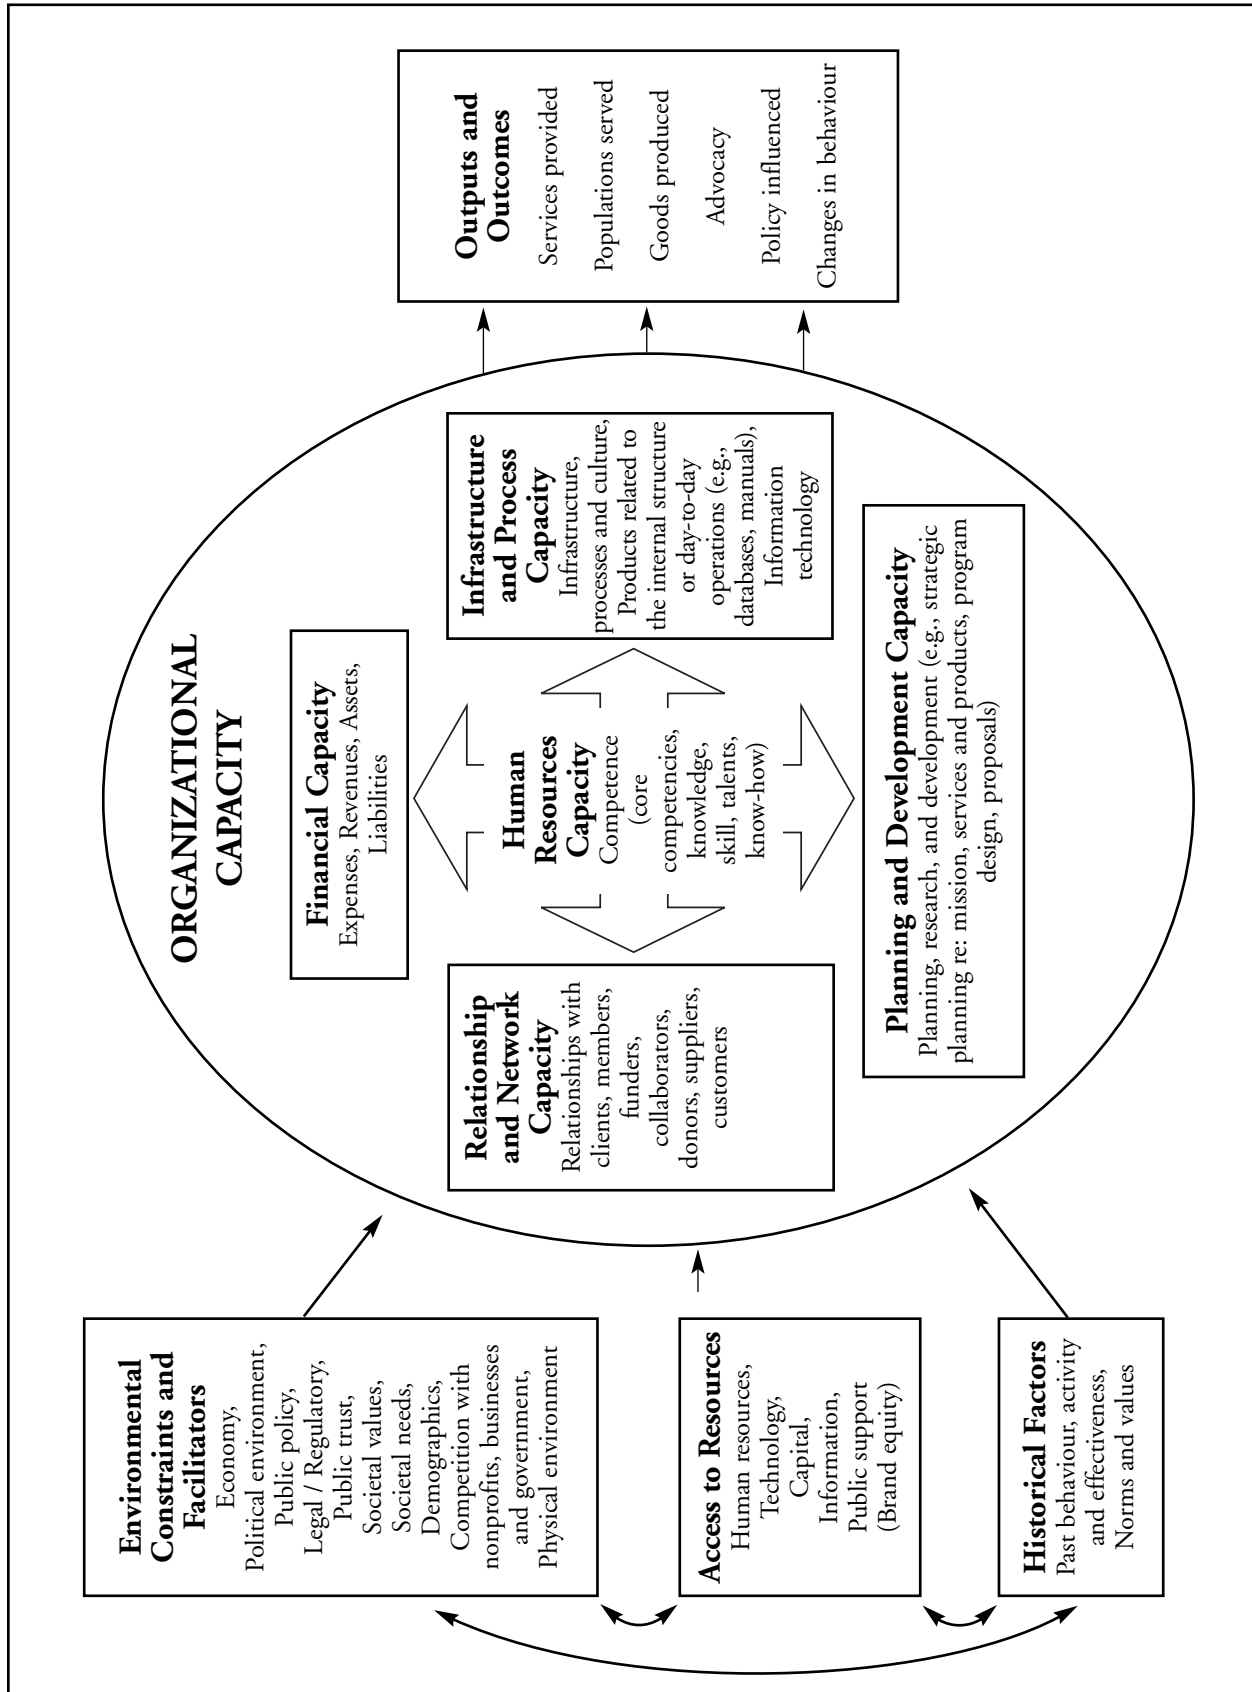 Environmental
Constraints and
Facilitators
Economy,
Political environment,
Public policy,
Legal / Regulatory,
Public trust,
Societal values,
Societal needs,
Demographics,
Competition with
nonprofits, businesses
and government,
Physical environment
Access to Resources
Human resources,
Technology,
Capital,
Information,
Public support
(Brand equity)
Historical Factors
Past behaviour, activity
and effectiveness,
Norms and values
ORGANIZATIONAL
CAPACITY
Financial Capacity
Expenses, Revenues, Assets,
Liabilities
Relationship
and Network
Capacity
Relationships with
clients, members,
funders,
collaborators,
donors, suppliers,
customers
Human
Resources
Capacity
Competence
(core
competencies,
knowledge,
skill, talents,
know-how)
Infrastructure
and Process
Capacity
Infrastructure,
processes and culture,
Products related to
the internal structure
or day-to-day
operations (e.g.,
databases, manuals),
Information
technology
Planning and Development Capacity
Planning, research, and development (e.g., strategic
planning re: mission, services and products, program
design, proposals)
Outputs and
Outcomes
Services provided
Populations served
Goods produced
Advocacy
Policy influenced
Changes in behaviour